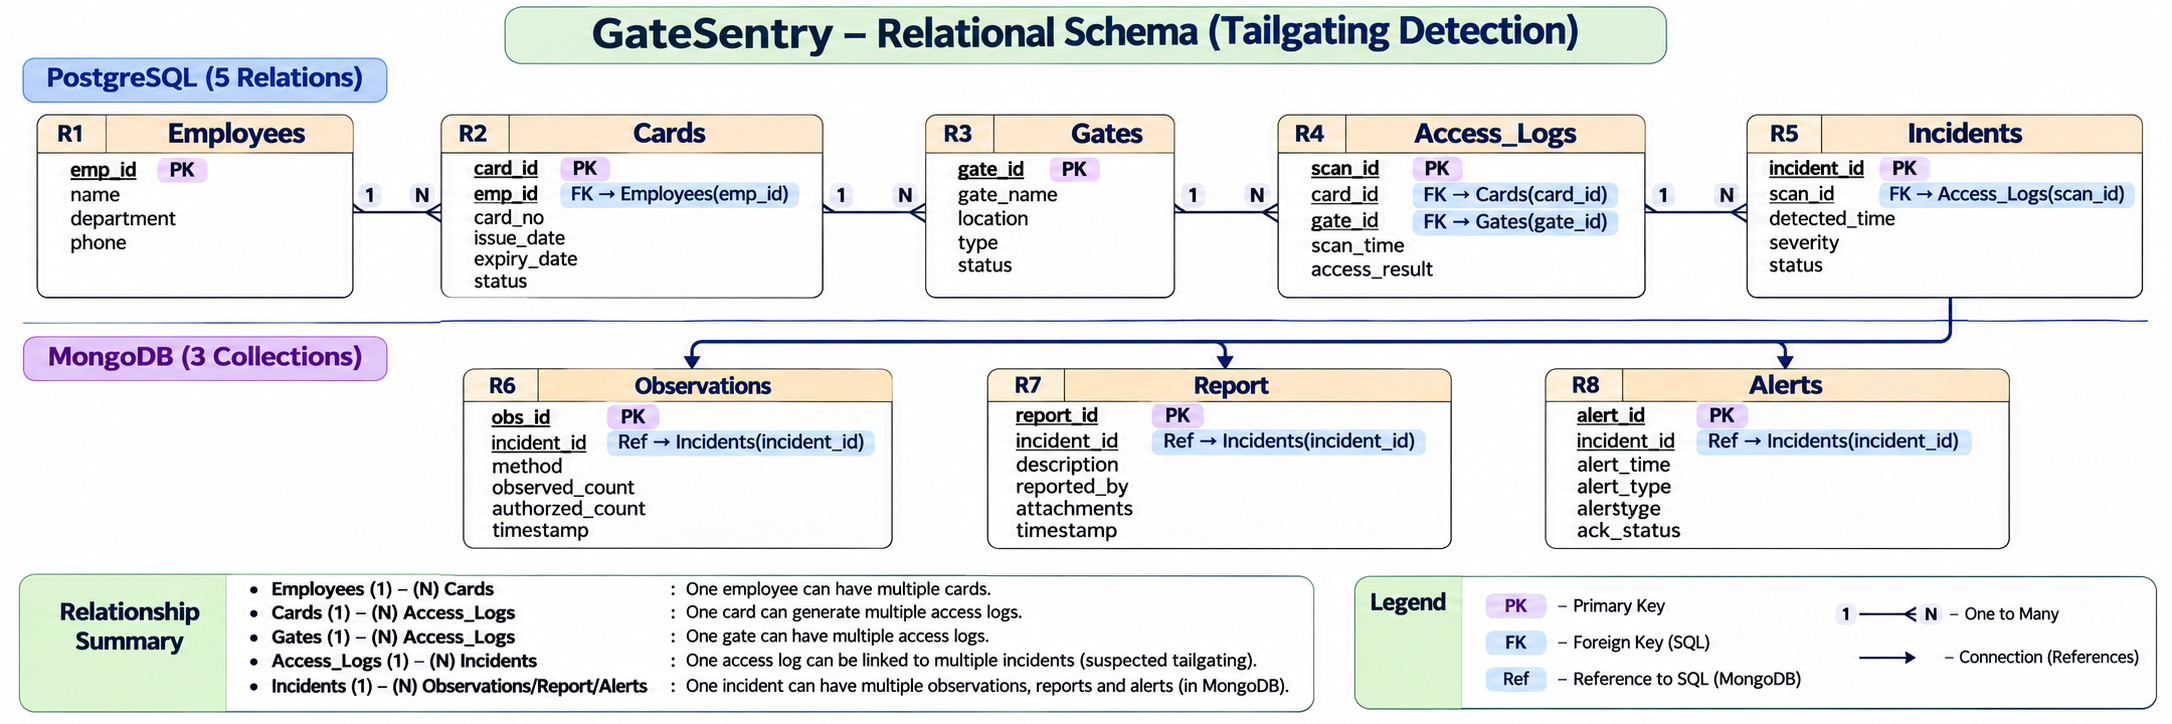 GateSentry – Relational Schema (Tailgating Detection)
PostgreSQL (5 Relations)
R1 Employees
emp_id PK
name
department
phone
1 N
R2 Cards
card_id PK
emp_id FK → Employees(emp_id)
card_no
issue_date
expiry_date
status
1 N
R3 Gates
gate_id PK
gate_name
location
type
status
1 N
R4 Access_Logs
scan_id PK
card_id FK → Cards(card_id)
gate_id FK → Gates(gate_id)
scan_time
access_result
1 N
R5 Incidents
incident_id PK
scan_id FK → Access_Logs(scan_id)
detected_time
severity
status
MongoDB (3 Collections)
R6 Observations
obs_id PK
incident_id Ref → Incidents(incident_id)
method
observed_count
authorzed_count
timestamp
R7 Report
report_id PK
incident_id Ref → Incidents(incident_id)
description
reported_by
attachments
timestamp
R8 Alerts
alert_id PK
incident_id Ref → Incidents(incident_id)
alert_time
alert_type
alerstyge
ack_status
Relationship
Summary
• Employees (1) – (N) Cards : One employee can have multiple cards.
• Cards (1) – (N) Access_Logs : One card can generate multiple access logs.
• Gates (1) – (N) Access_Logs : One gate can have multiple access logs.
• Access_Logs (1) – (N) Incidents : One access log can be linked to multiple incidents (suspected tailgating).
• Incidents (1) – (N) Observations/Report/Alerts : One incident can have multiple observations, reports and alerts (in MongoDB).
Legend
PK – Primary Key
FK – Foreign Key (SQL)
Ref – Reference to SQL (MongoDB)
1 N – One to Many
– Connection (References)